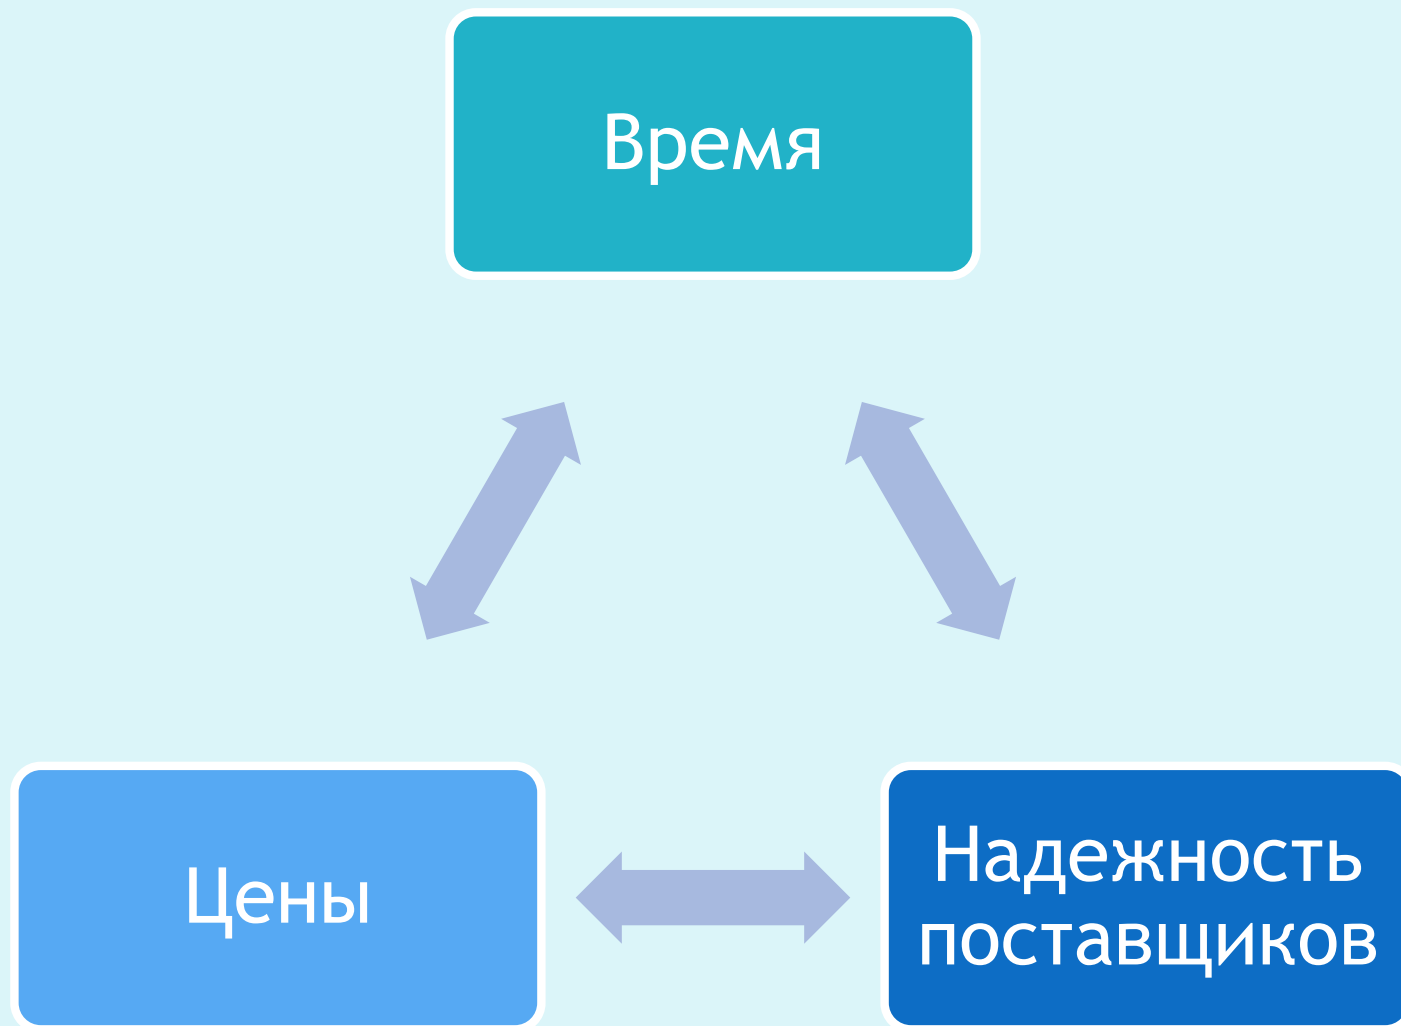 Время
Цены
Надежность
поставщиков